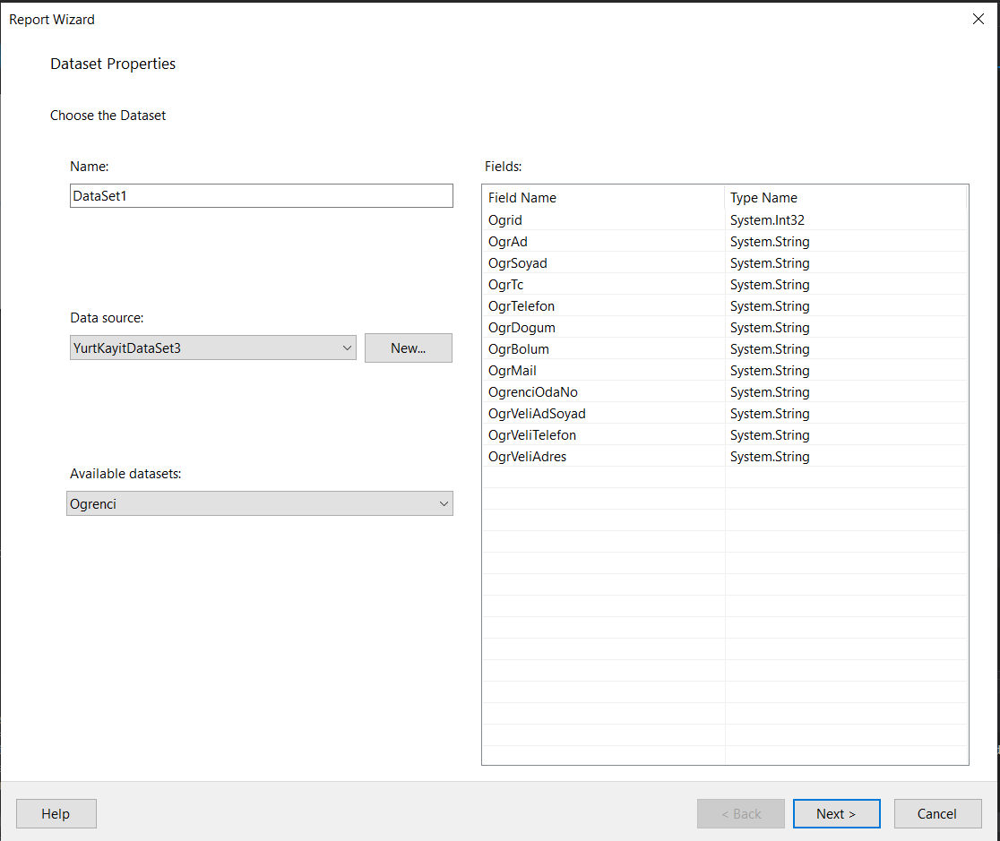 Report Wizard
Dataset Properties
Choose the Dataset
Name:
DataSet1
Data source:
YurtKayitDataSet3
New...
Available datasets:
Ogrenci
Fields:
Field Name Type Name
Ogrid System.Int32
OgrAd System.String
OgrSoyad System.String
OgrTc System.String
OgrTelefon System.String
OgrDogum System.String
OgrBolum System.String
OgrMail System.String
OgrenciOdaNo System.String
OgrVeliAdSoyad System.String
OgrVeliTelefon System.String
OgrVeliAdres System.String
Help < Back Next > Cancel